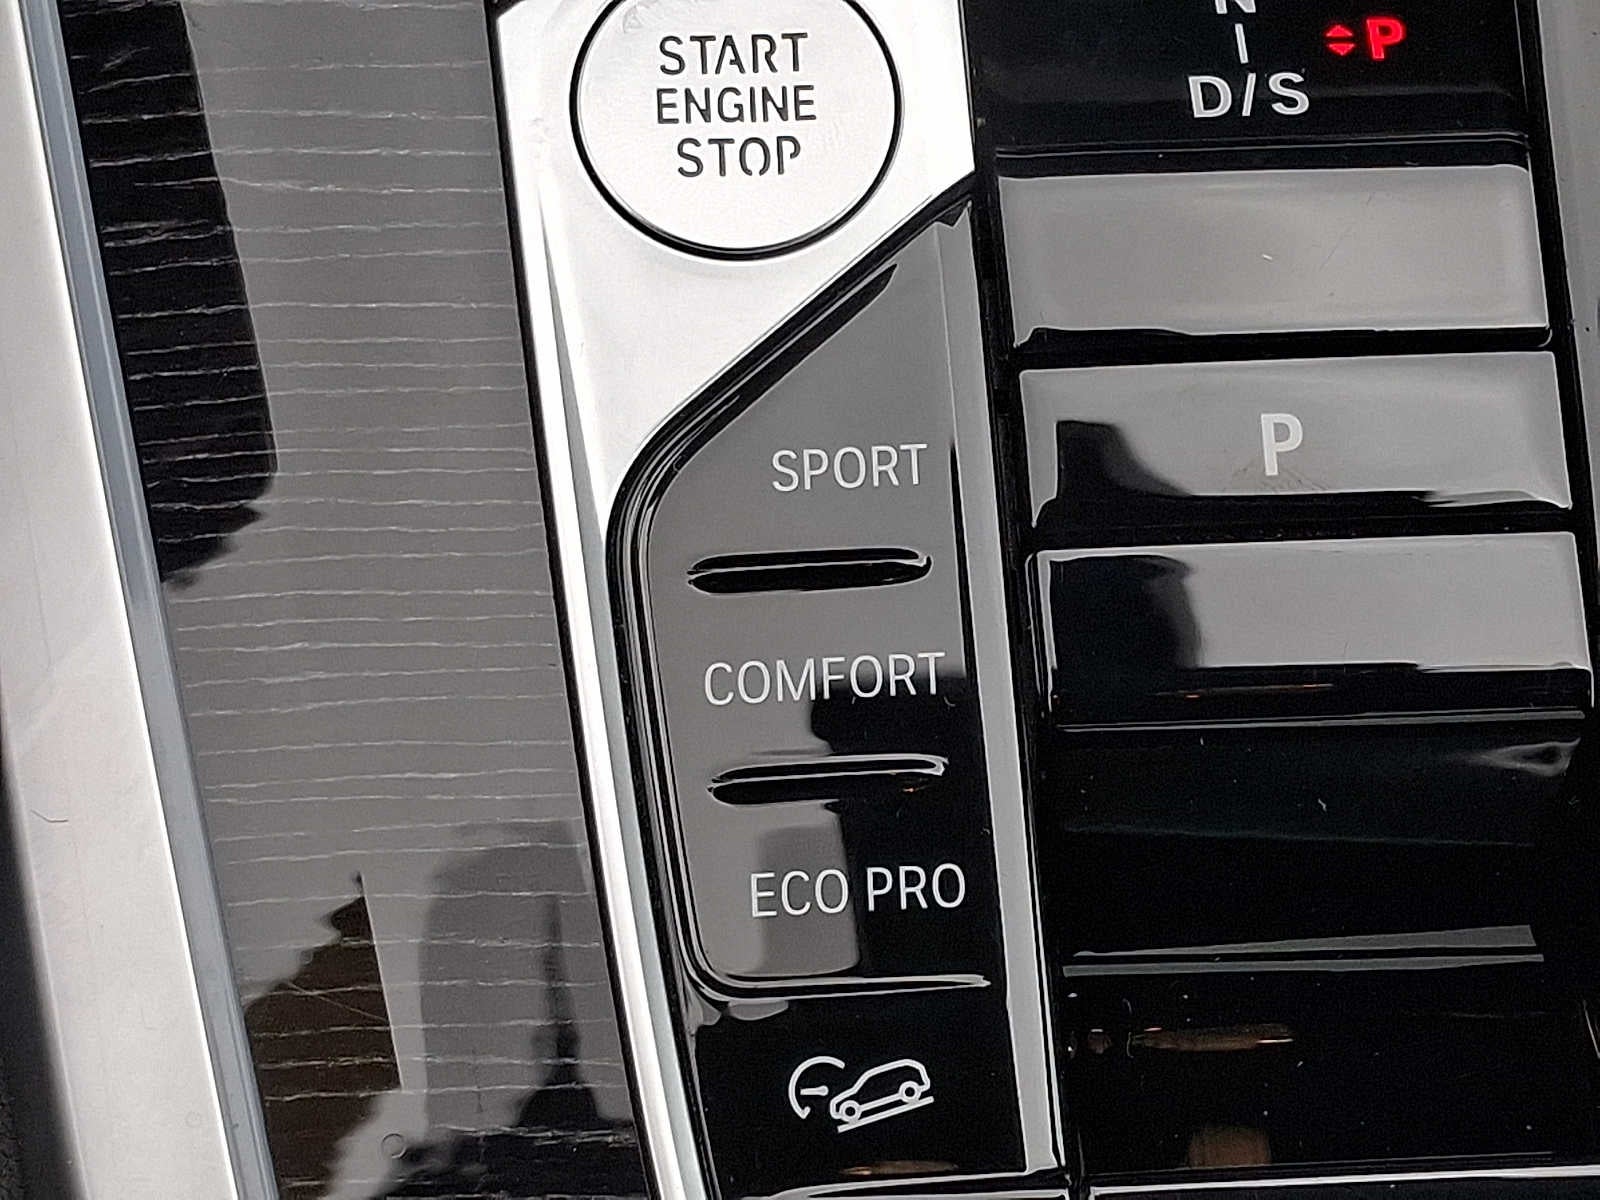 START
ENGINE
STOP
N
D/S
P
SPORT
P
COMFORT
ECO PRO